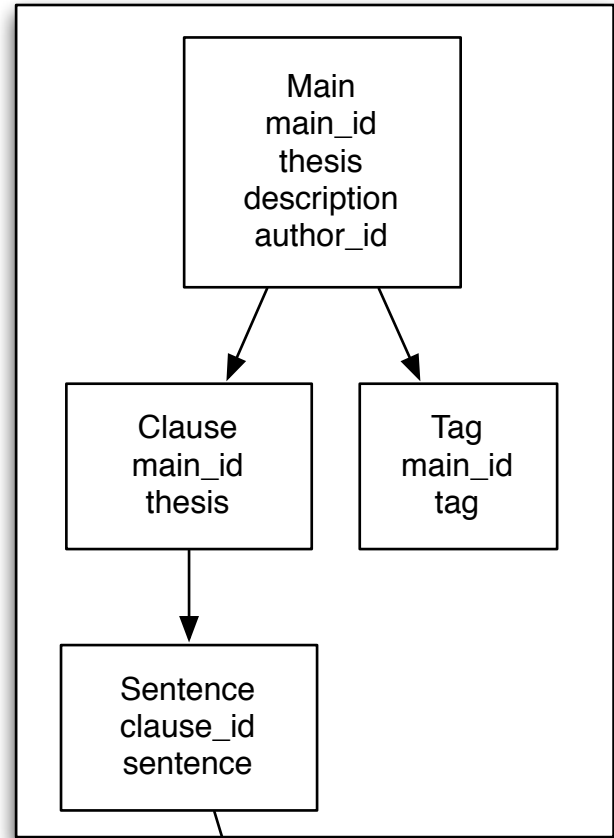 Main
main_id
thesis
description
author_id
Clause
main_id
thesis
Tag
main_id
tag
Sentence
clause_id
sentence